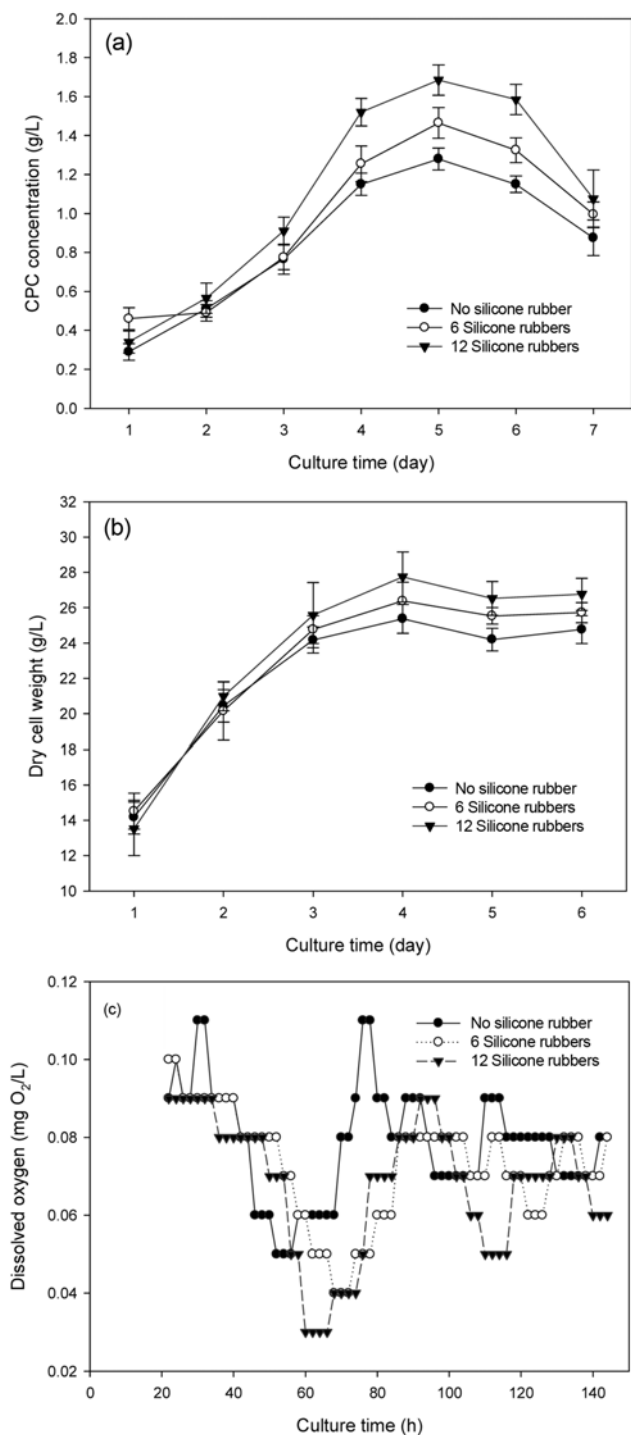 (a)
CPC concentration (g/L)
2.0
1.8
1.6
1.4
1.2
1.0
0.8
0.6
0.4
0.2
0.0
No silicone rubber
6 Silicone rubbers
12 Silicone rubbers
1 2 3 4 5 6 7
Culture time (day)
(b)
Dry cell weight (g/L)
32
30
28
26
24
22
20
18
16
14
12
10
No silicone rubber
6 Silicone rubbers
12 Silicone rubbers
1 2 3 4 5 6
Culture time (day)
(c)
Dissolved oxygen (mg O₂/L)
0.12
0.10
0.08
0.06
0.04
0.02
No silicone rubber
6 Silicone rubbers
12 Silicone rubbers
0 20 40 60 80 100 120 140
Culture time (h)